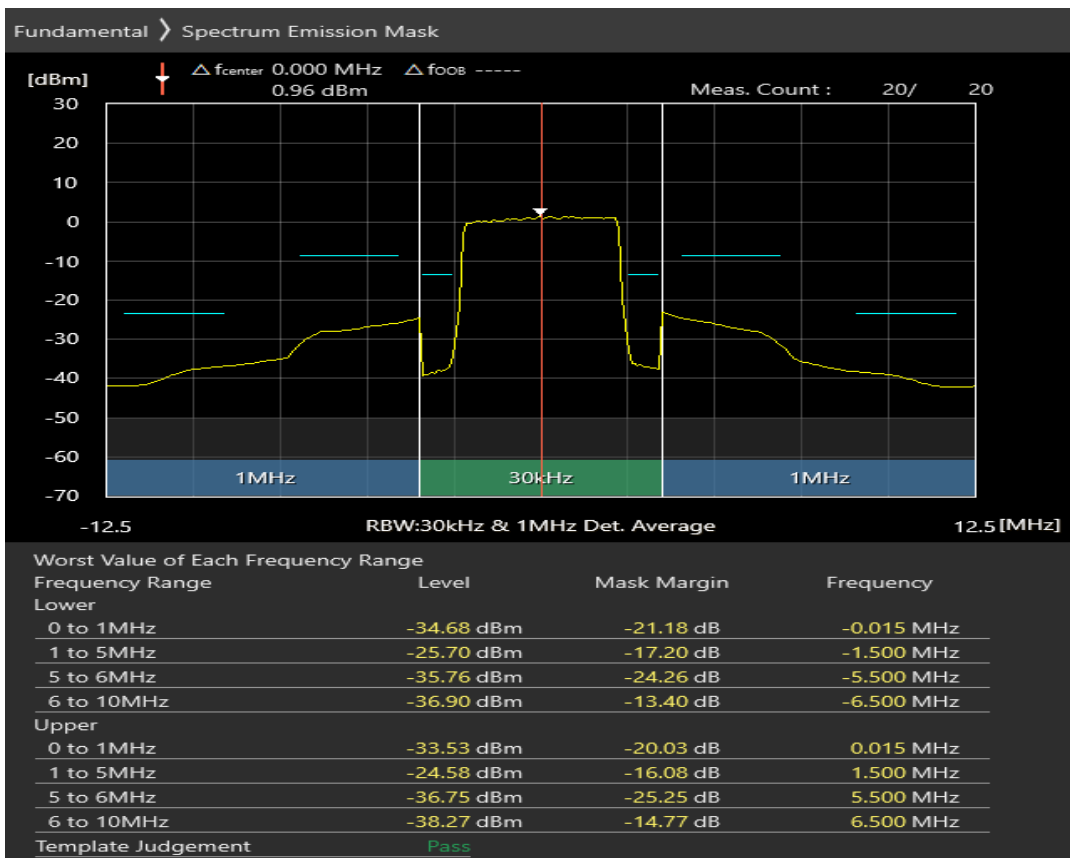 Fundamental ❯ Spectrum Emission Mask
[dBm] △ fcenter 0.000 MHz △ fOOB -----
0.96 dBm Meas. Count : 20/ 20
30
20
10
0
-10
-20
-30
-40
-50
-60
1MHz 30kHz 1MHz
-70
-12.5 RBW:30kHz & 1MHz Det. Average 12.5 [MHz]
Worst Value of Each Frequency Range
Frequency Range Level Mask Margin Frequency
Lower
0 to 1MHz -34.68 dBm -21.18 dB -0.015 MHz
1 to 5MHz -25.70 dBm -17.20 dB -1.500 MHz
5 to 6MHz -35.76 dBm -24.26 dB -5.500 MHz
6 to 10MHz -36.90 dBm -13.40 dB -6.500 MHz
Upper
0 to 1MHz -33.53 dBm -20.03 dB 0.015 MHz
1 to 5MHz -24.58 dBm -16.08 dB 1.500 MHz
5 to 6MHz -36.75 dBm -25.25 dB 5.500 MHz
6 to 10MHz -38.27 dBm -14.77 dB 6.500 MHz
Template Judgement Pass